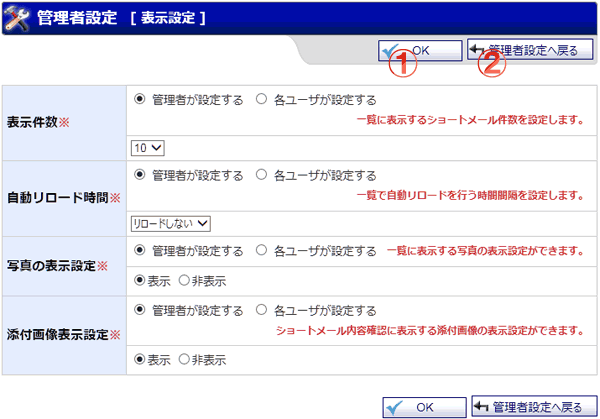 管理者設定 [ 表示設定 ]
① OK ② 管理者設定へ戻る
表示件数※
管理者が設定する 各ユーザが設定する
一覧に表示するショートメール件数を設定します。
10
自動リロード時間※
管理者が設定する 各ユーザが設定する
一覧で自動リロードを行う時間間隔を設定します。
リロードしない
写真の表示設定※
管理者が設定する 各ユーザが設定する 一覧に表示する写真の表示設定ができます。
表示 非表示
添付画像表示設定※
管理者が設定する 各ユーザが設定する
ショートメール内容確認に表示する添付画像の表示設定ができます。
表示 非表示
OK 管理者設定へ戻る